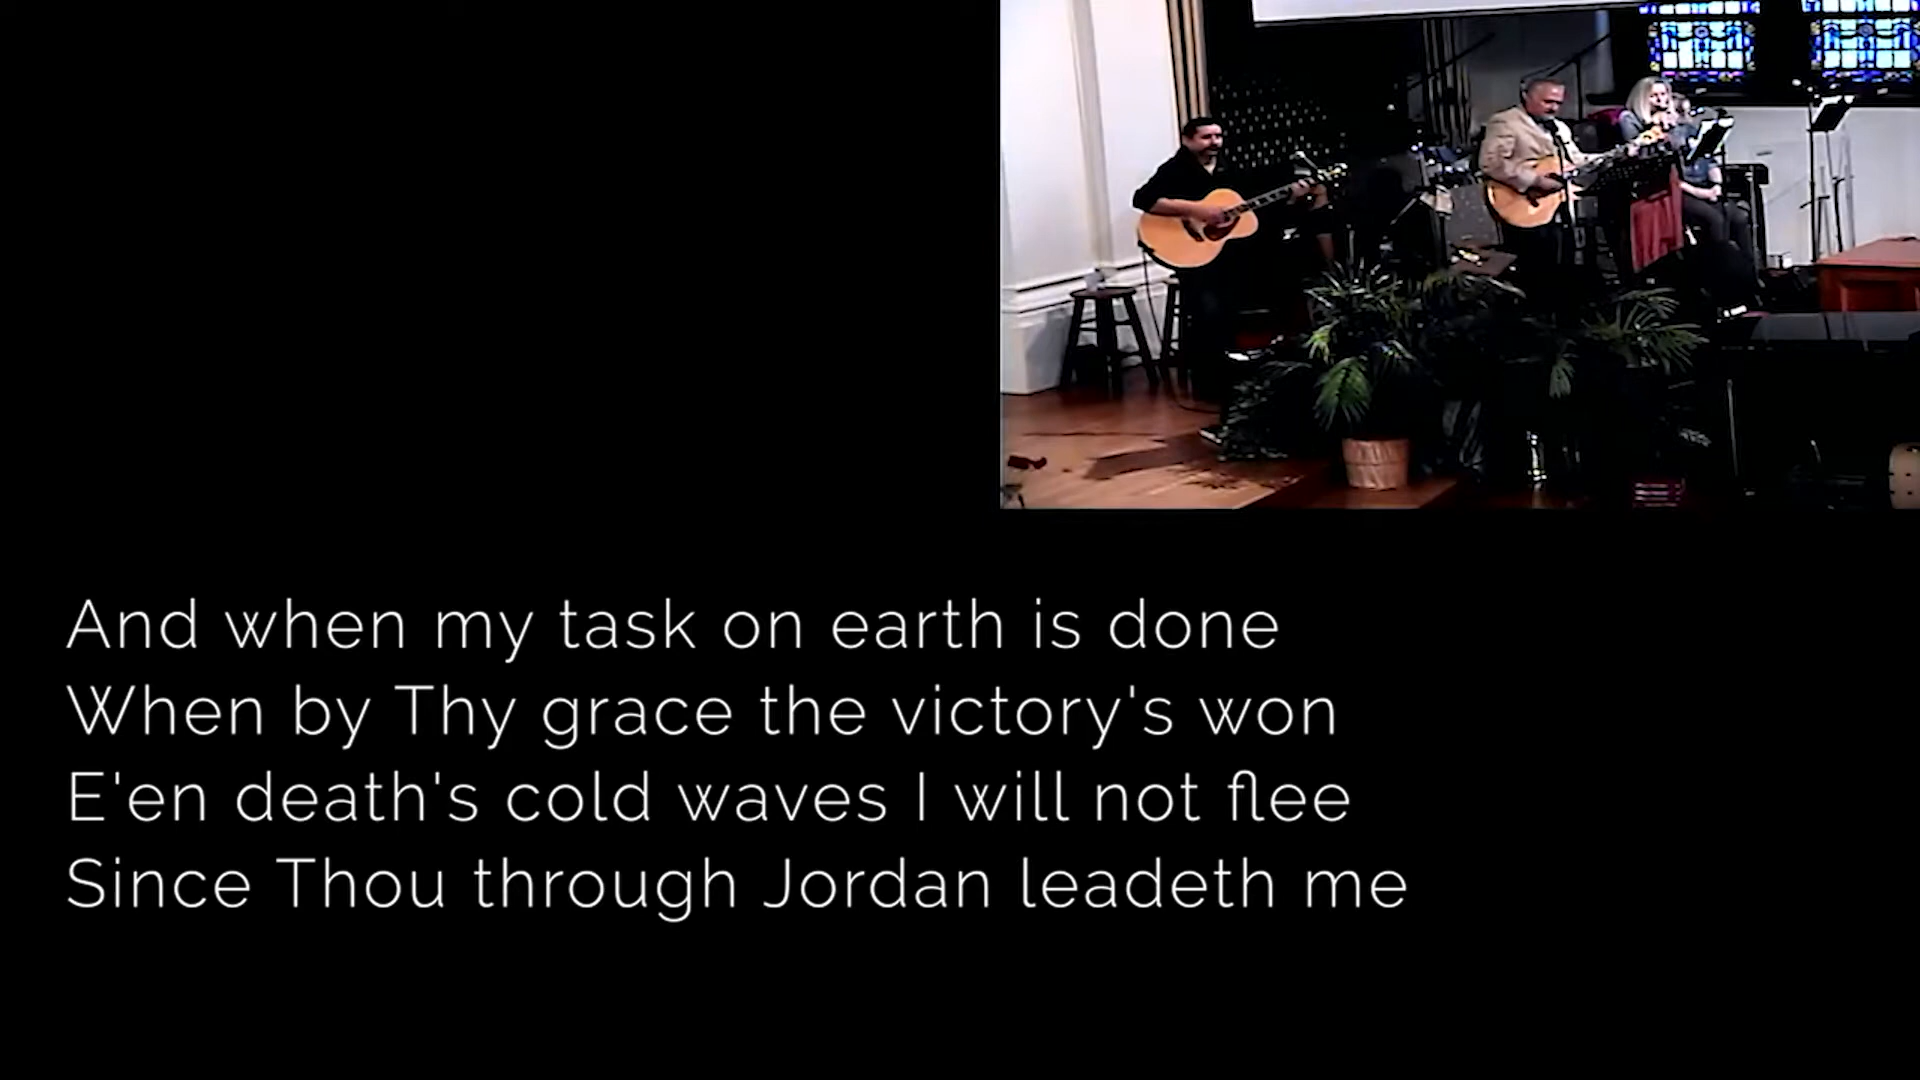 And when my task on earth is done
When by Thy grace the victory's won
E'en death's cold waves I will not flee
Since Thou through Jordan leadeth me